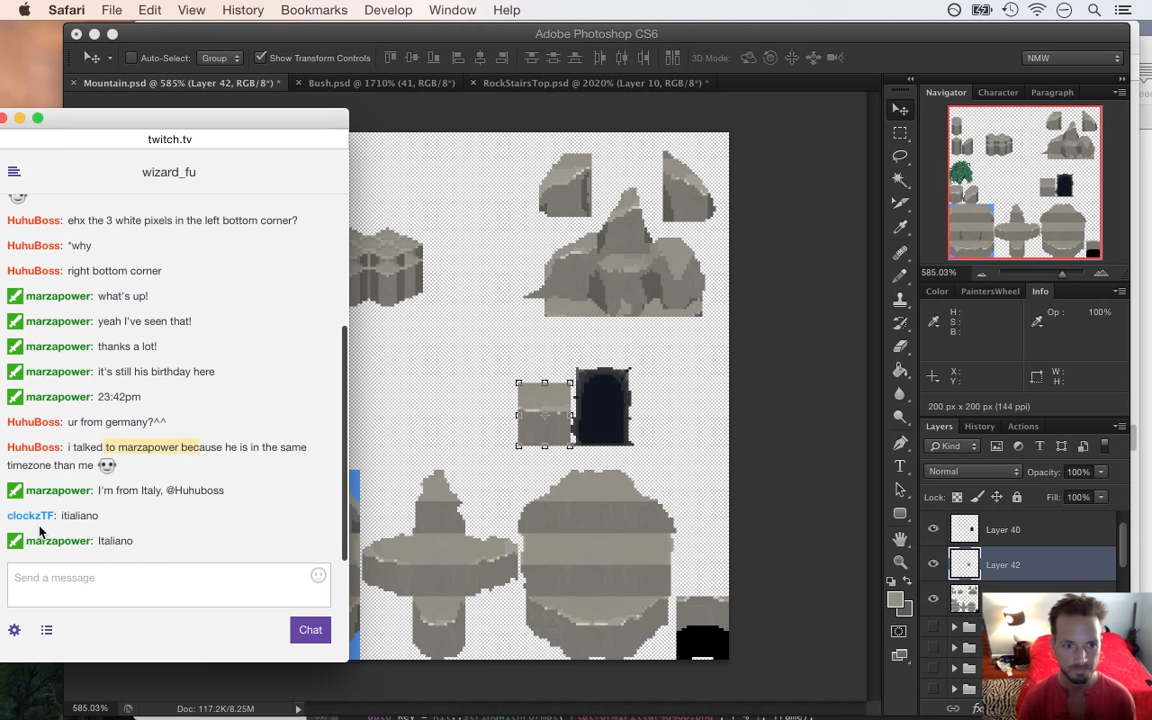 Safari File Edit View History Bookmarks Develop Window Help
Adobe Photoshop CS6
Auto-Select: Group Show Transform Controls 3D Mode: NMW
Mountain.psd @ 585% (Layer 42, RGB/8*) * Bush.psd @ 1710% (41, RGB/8*) RockStairsTop.psd @ 2020% (Layer 10, RGB/8*) *
Navigator Character Paragraph
twitch.tv
wizard_fu
HuhuBoss: ehx the 3 white pixels in the left bottom corner?
HuhuBoss: *why
HuhuBoss: right bottom corner
marzapower: what's up!
marzapower: yeah I've seen that!
marzapower: thanks a lot!
marzapower: it's still his birthday here
marzapower: 23:42pm
HuhuBoss: ur from germany?^^
HuhuBoss: i talked to marzapower because he is in the same
timezone than me
marzapower: I'm from Italy, @Huhuboss
clockzTF: itialiano
marzapower: Italiano
Send a message
Chat
585.03%
Color PaintersWheel Info
H: Op: 100%
S:
B:
X: W:
Y: H:
200 px x 200 px (144 ppi)
Layers History Actions
Kind
Normal Opacity: 100%
Lock: Fill: 100%
Layer 40
Layer 42
585.03% Doc: 117.2K/8.25M